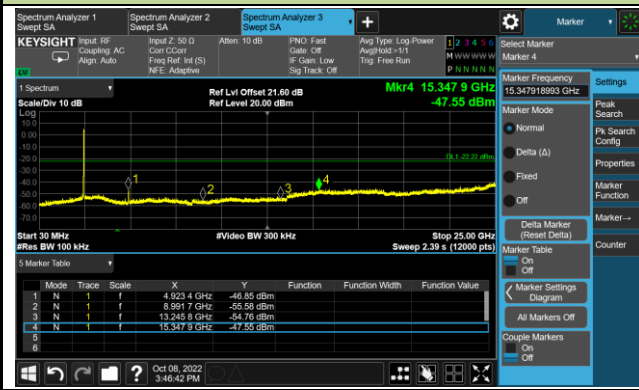 Spectrum Analyzer 1
Swept SA
Spectrum Analyzer 2
Swept SA
Spectrum Analyzer 3
Swept SA
Marker
KEYSIGHT
Input: RF
Coupling: AC
Align: Auto
Input Z: 50 Ω
Corr CCorr
Freq Ref: Int (S)
NFE: Adaptive
Atten: 10 dB
PNO: Fast
Gate: Off
IF Gain: Low
Sig Track: Off
Avg Type: Log-Power
Avg|Hold:>1/1
Trig: Free Run
1 2 3 4 5 6
M W W W W W
P N N N N N
LXI
Select Marker
Marker 4
1 Spectrum
Scale/Div 10 dB
Ref Lvl Offset 21.60 dB
Ref Level 20.00 dBm
Mkr4 15.347 9 GHz
-47.55 dBm
Log
10.0
0.00
-10.0
-20.0
-30.0
-40.0
-50.0
-60.0
-70.0
DL1 -22.22 dBm
1
2
3
4
Start 30 MHz
#Res BW 100 kHz
#Video BW 300 kHz
Stop 25.00 GHz
Sweep 2.39 s (12000 pts)
5 Marker Table
Mode Trace Scale X Y Function Function Width Function Value
1 N 1 f 4.923 4 GHz -46.85 dBm
2 N 1 f 8.991 7 GHz -55.58 dBm
3 N 1 f 13.245 8 GHz -54.76 dBm
4 N 1 f 15.347 9 GHz -47.55 dBm
5
6
Marker Frequency
15.347918993 GHz
Marker Mode
Normal
Delta (Δ)
Fixed
Off
Delta Marker
(Reset Delta)
Marker Table
On
Off
Marker Settings
Diagram
All Markers Off
Couple Markers
On
Off
Settings
Peak
Search
Pk Search
Config
Properties
Marker
Function
Marker→
Counter
?
Oct 08, 2022
3:46:42 PM